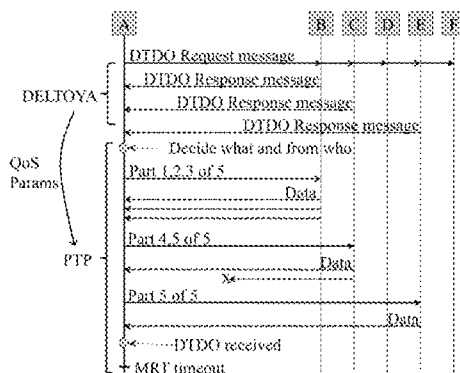 A B C D E F
DTDO Request message
DTDO Response message
DELTOYA
DTDO Response message
DTDO Response message
Decide what and from who
QoS
Params
Part 1,2,3 of 5
Data
PTP
Part 4,5 of 5
Data
X
Part 5 of 5
Data
DTDO received
MRT timeout